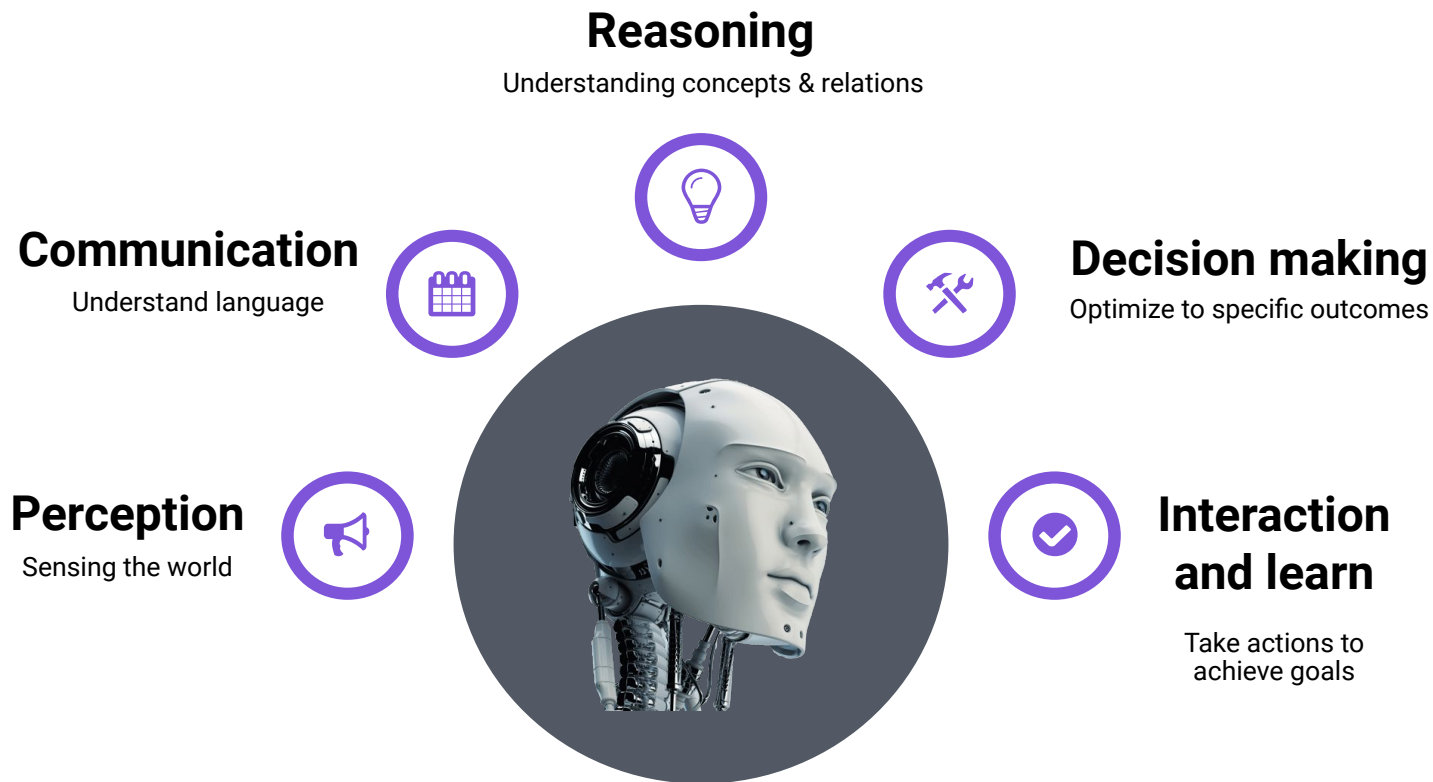 Reasoning
Understanding concepts & relations
Communication
Understand language
Decision making
Optimize to specific outcomes
Perception
Sensing the world
Interaction
and learn
Take actions to
achieve goals